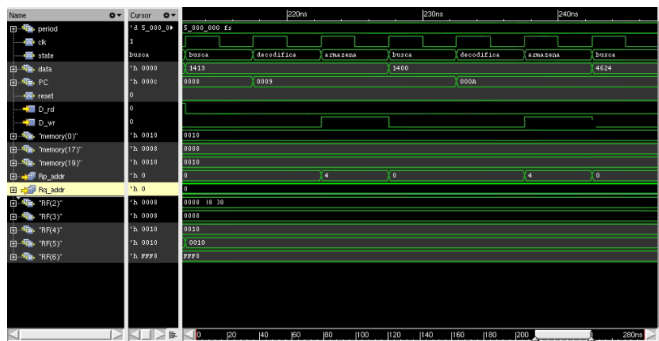 Name Cursor 220ns 230ns 240ns
period 'd 5_000_0 5_000_000 fs
clk 1
state busca busca decodifica armazena busca decodifica armazena busca
data 'h 0000 1413 1400 4624
PC 'h 000C 0008 0009 000A
reset 0
D_rd 0
D_wr 0
"memory(0)" 'h 0010 0010
"memory(17)" 'h 0008 0008
"memory(19)" 'h 0010 0010
Rp_addr 'h 0 0 4 0 4 0
Rq_addr 'h 0 0
"RF(2)" 'h 0008
"RF(3)" 'h 0008 0008
"RF(4)" 'h 0010 0010
"RF(5)" 'h 0010 0010
"RF(6)" 'h FFF8 FFF8
0 20 40 60 80 100 120 140 160 180 200 280ns